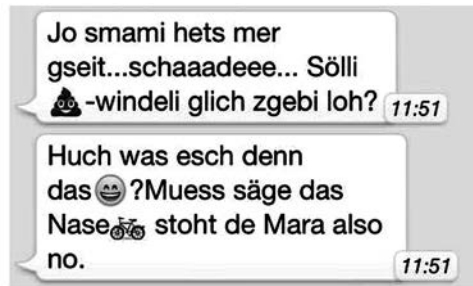 Jo smami hets mer
gseit...schaaadeee... Sölli
💩-windeli glich zgebi loh? 11:51
Huch was esch denn
das😄?Muess säge das
Nase🚲 stoht de Mara also
no. 11:51